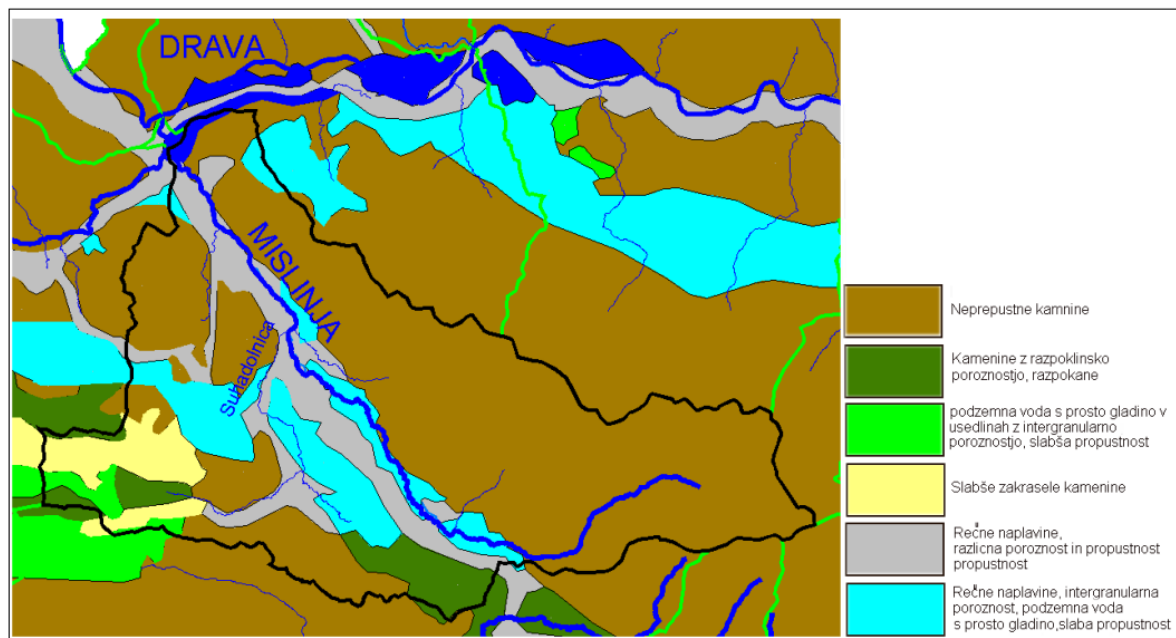 DRAVA
MISLINJA
Suhadolnica
Neprepustne kamnine
Kamenine z razpoklinsko
poroznostjo, razpokane
podzemna voda s prosto gladino v
usedlinah z intergranularno
poroznostjo, slabša propustnost
Slabše zakrasele kamenine
Rečne naplavine,
razlicna poroznost in propustnost
propustnost
Rečne naplavine, intergranularna
poroznost, podzemna voda
s prosto gladino,slaba propustnost